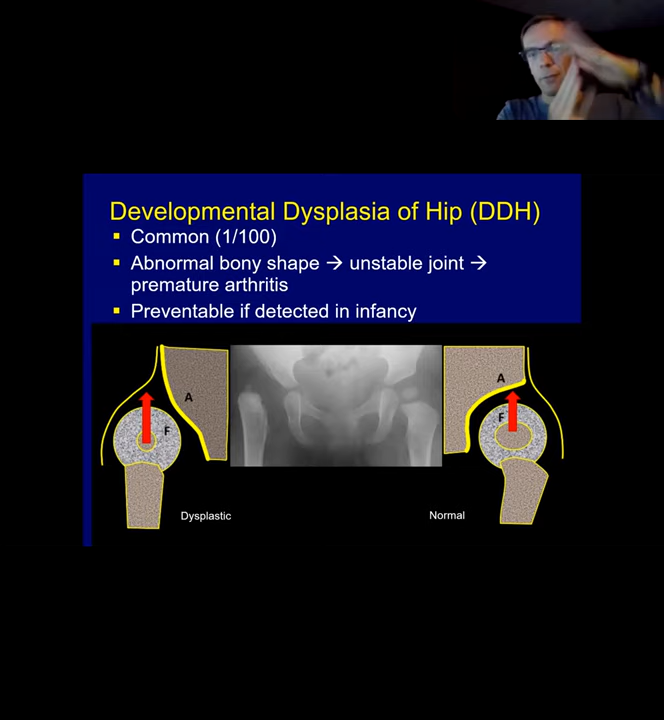 Developmental Dysplasia of Hip (DDH)
Common (1/100)
Abnormal bony shape → unstable joint →
premature arthritis
Preventable if detected in infancy
A
A
F
F
Dysplastic
Normal